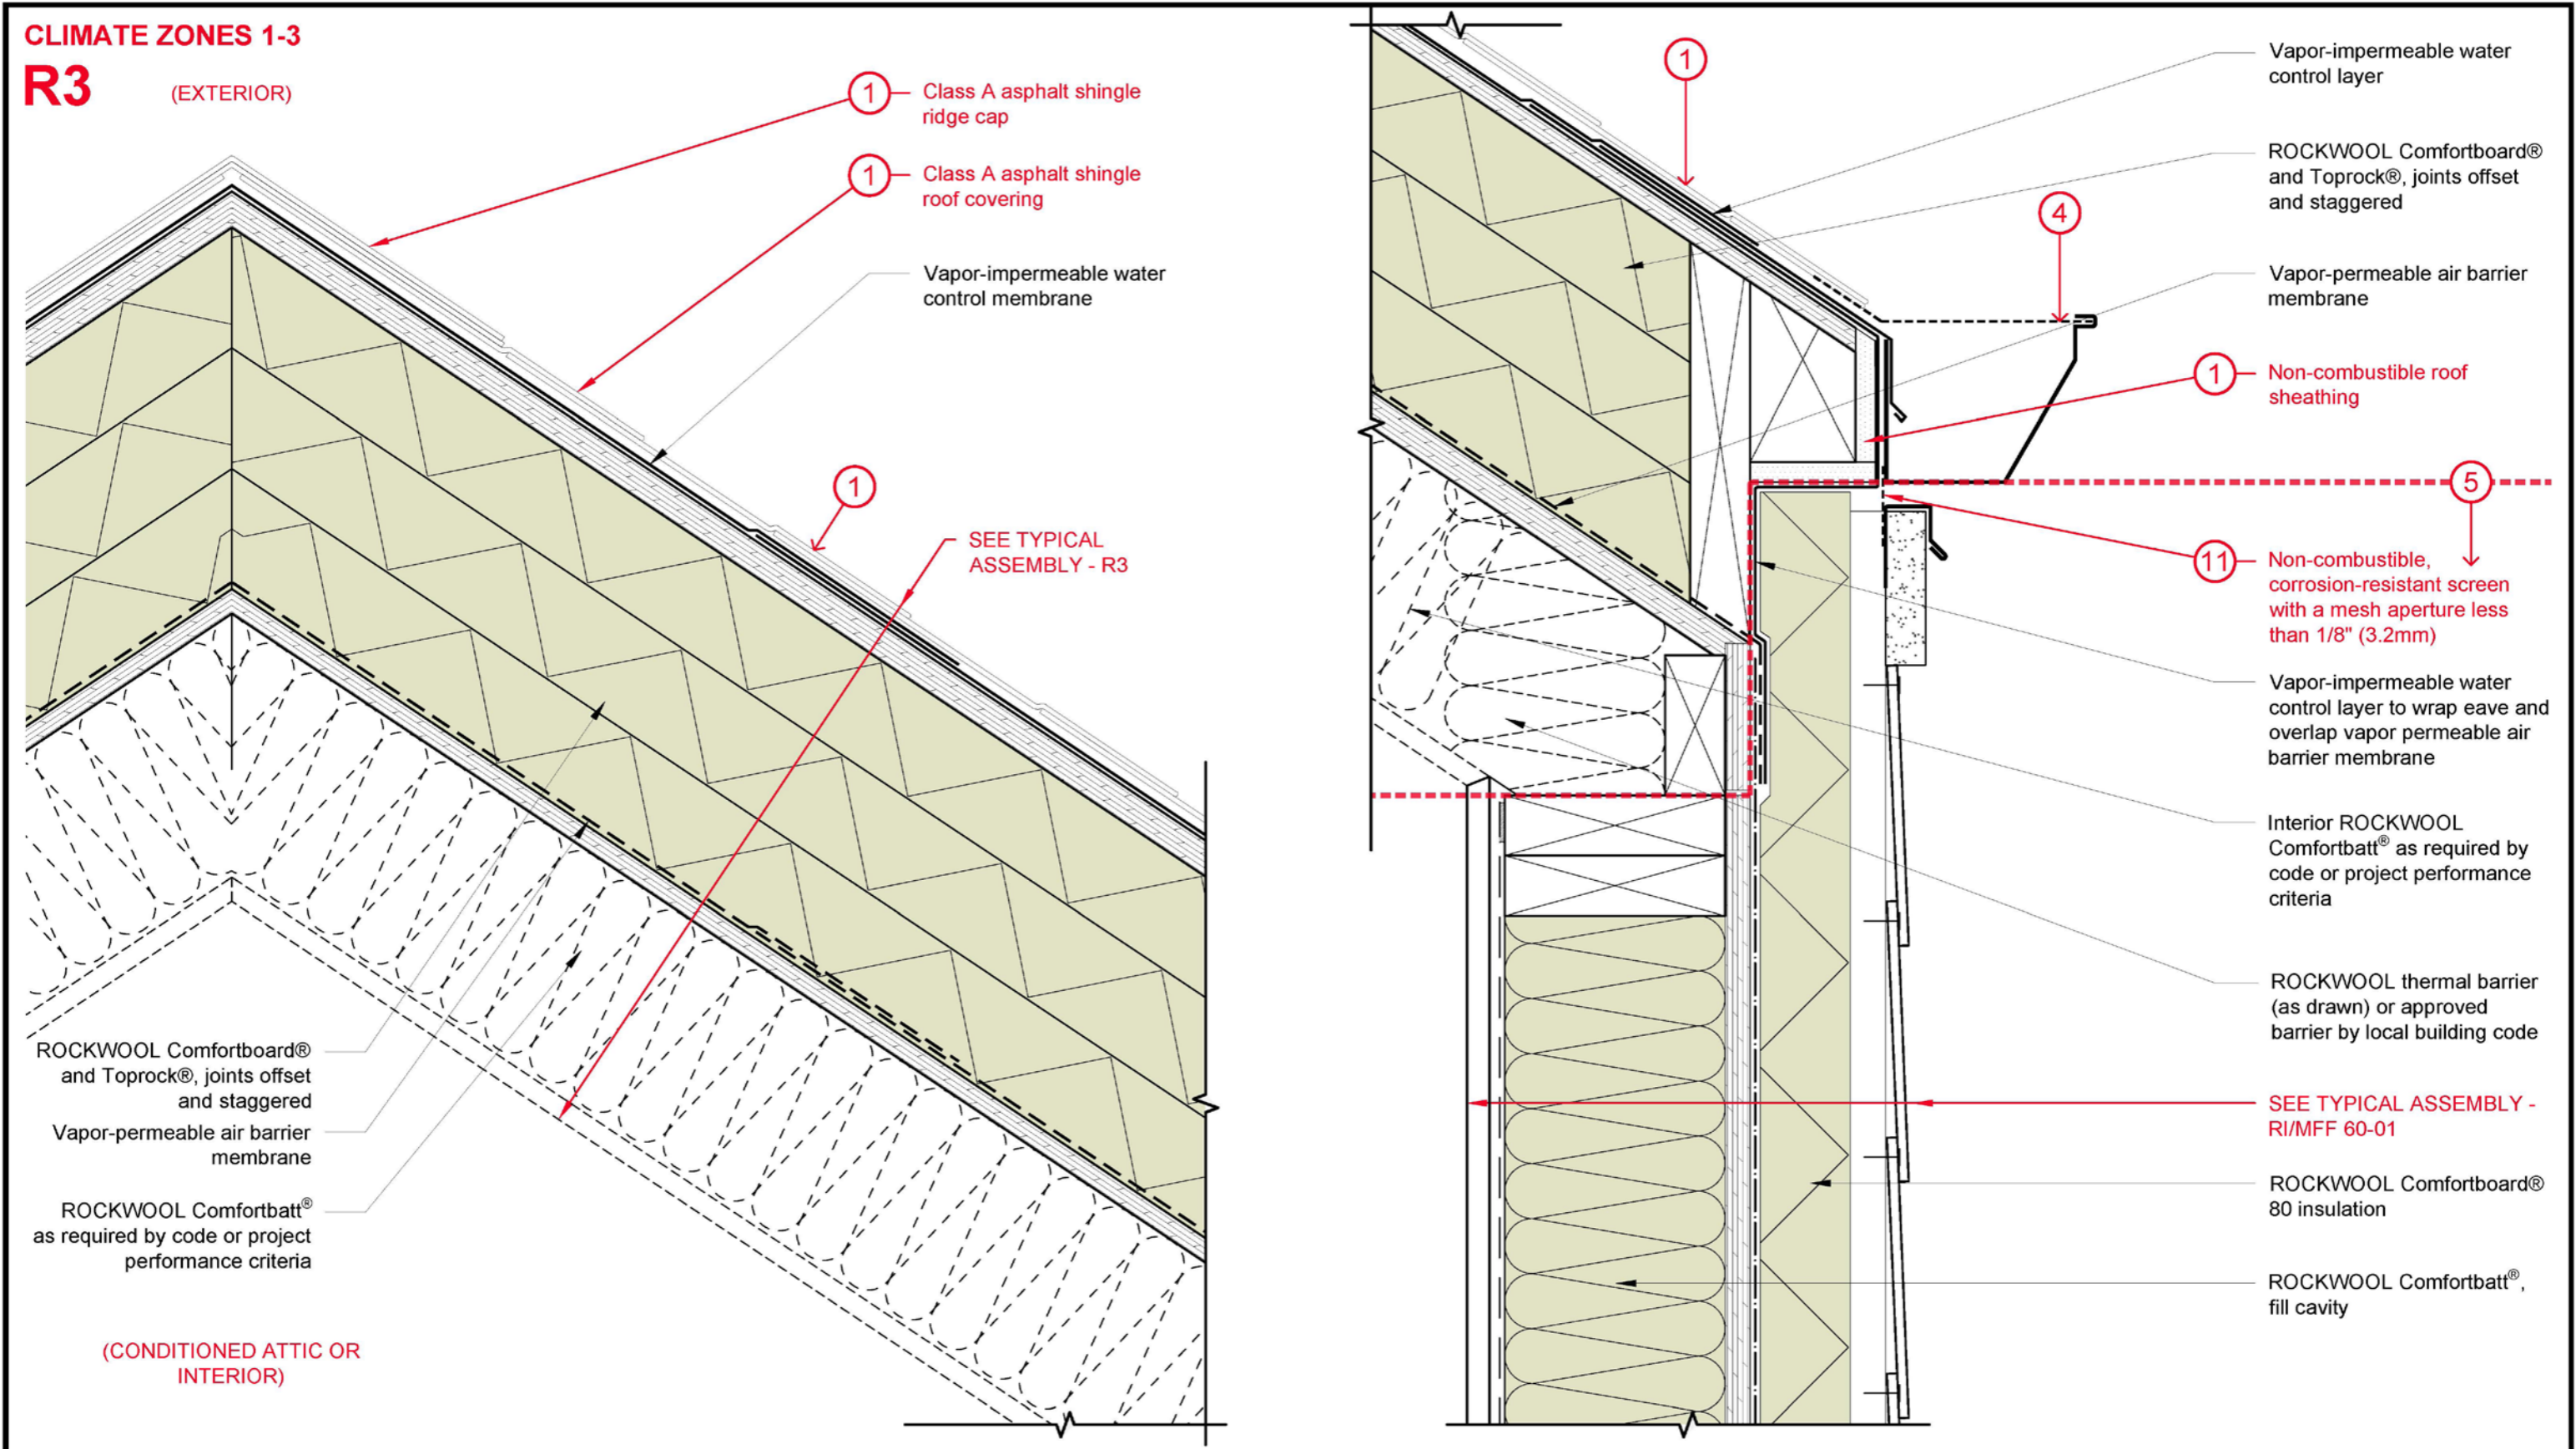 CLIMATE ZONES 1-3
R3
(EXTERIOR)
1
Class A asphalt shingle
ridge cap
1
Class A asphalt shingle
roof covering
Vapor-impermeable water
control membrane
1
SEE TYPICAL
ASSEMBLY - R3
ROCKWOOL Comfortboard®
and Toprock®, joints offset
and staggered
Vapor-permeable air barrier
membrane
ROCKWOOL Comfortbatt®
as required by code or project
performance criteria
(CONDITIONED ATTIC OR
INTERIOR)
1
Vapor-impermeable water
control layer
ROCKWOOL Comfortboard®
and Toprock®, joints offset
and staggered
4
Vapor-permeable air barrier
membrane
1
Non-combustible roof
sheathing
5
11
Non-combustible,
corrosion-resistant screen
with a mesh aperture less
than 1/8" (3.2mm)
Vapor-impermeable water
control layer to wrap eave and
overlap vapor permeable air
barrier membrane
Interior ROCKWOOL
Comfortbatt® as required by
code or project performance
criteria
ROCKWOOL thermal barrier
(as drawn) or approved
barrier by local building code
SEE TYPICAL ASSEMBLY -
RI/MFF 60-01
ROCKWOOL Comfortboard®
80 insulation
ROCKWOOL Comfortbatt®,
fill cavity